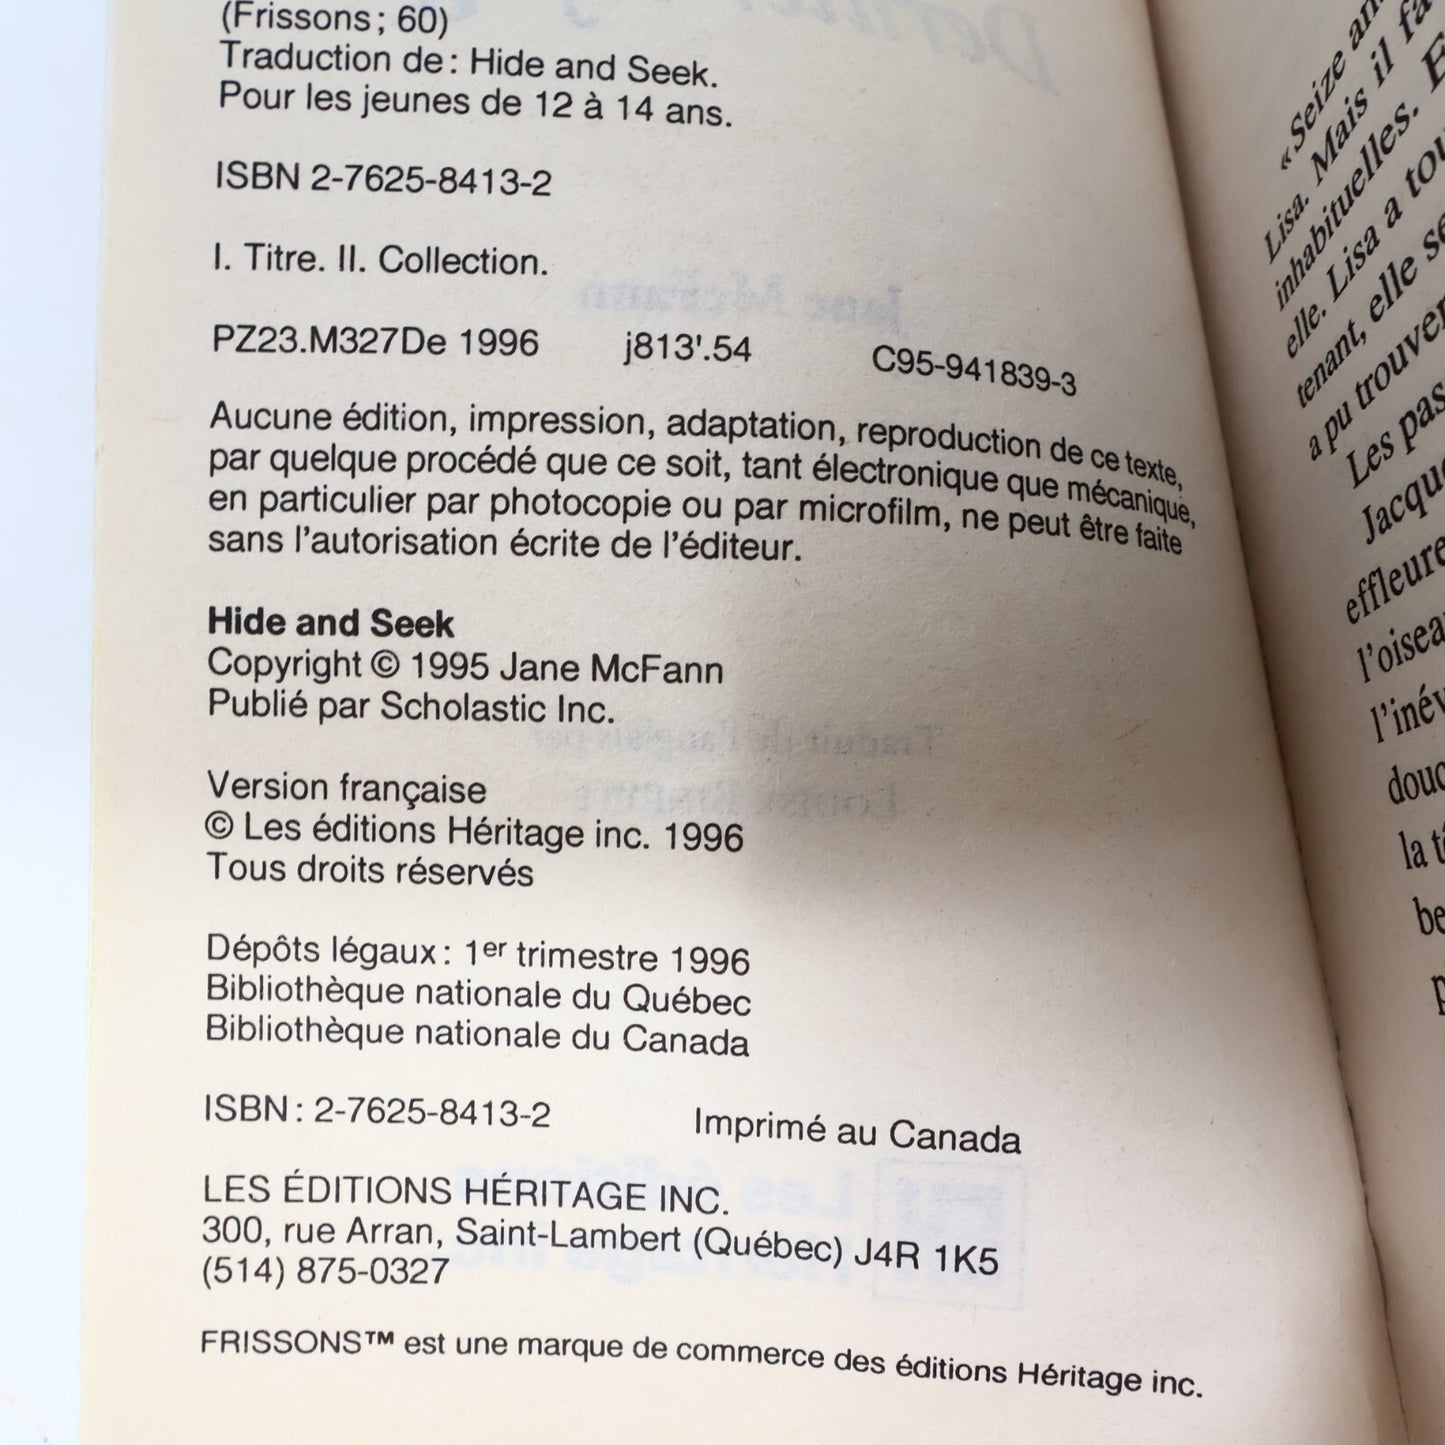 (Frissons ; 60)
Traduction de : Hide and Seek.
Pour les jeunes de 12 à 14 ans.
ISBN 2-7625-8413-2
I. Titre. II. Collection.
PZ23.M327De 1996 j813'.54 C95-941839-3
Aucune édition, impression, adaptation, reproduction de ce texte,
par quelque procédé que ce soit, tant électronique que mécanique,
en particulier par photocopie ou par microfilm, ne peut être faite
sans l'autorisation écrite de l'éditeur.
Hide and Seek
Copyright © 1995 Jane McFann
Publié par Scholastic Inc.
Version française
© Les éditions Héritage inc. 1996
Tous droits réservés
Dépôts légaux : 1er trimestre 1996
Bibliothèque nationale du Québec
Bibliothèque nationale du Canada
ISBN : 2-7625-8413-2 Imprimé au Canada
LES ÉDITIONS HÉRITAGE INC.
300, rue Arran, Saint-Lambert (Québec) J4R 1K5
(514) 875-0327
FRISSONS™ est une marque de commerce des éditions Héritage inc.
« Seize
Lisa. Mais il
inhabituelles.
elle. Lisa a
tenant, elle
a pu trouver
Les